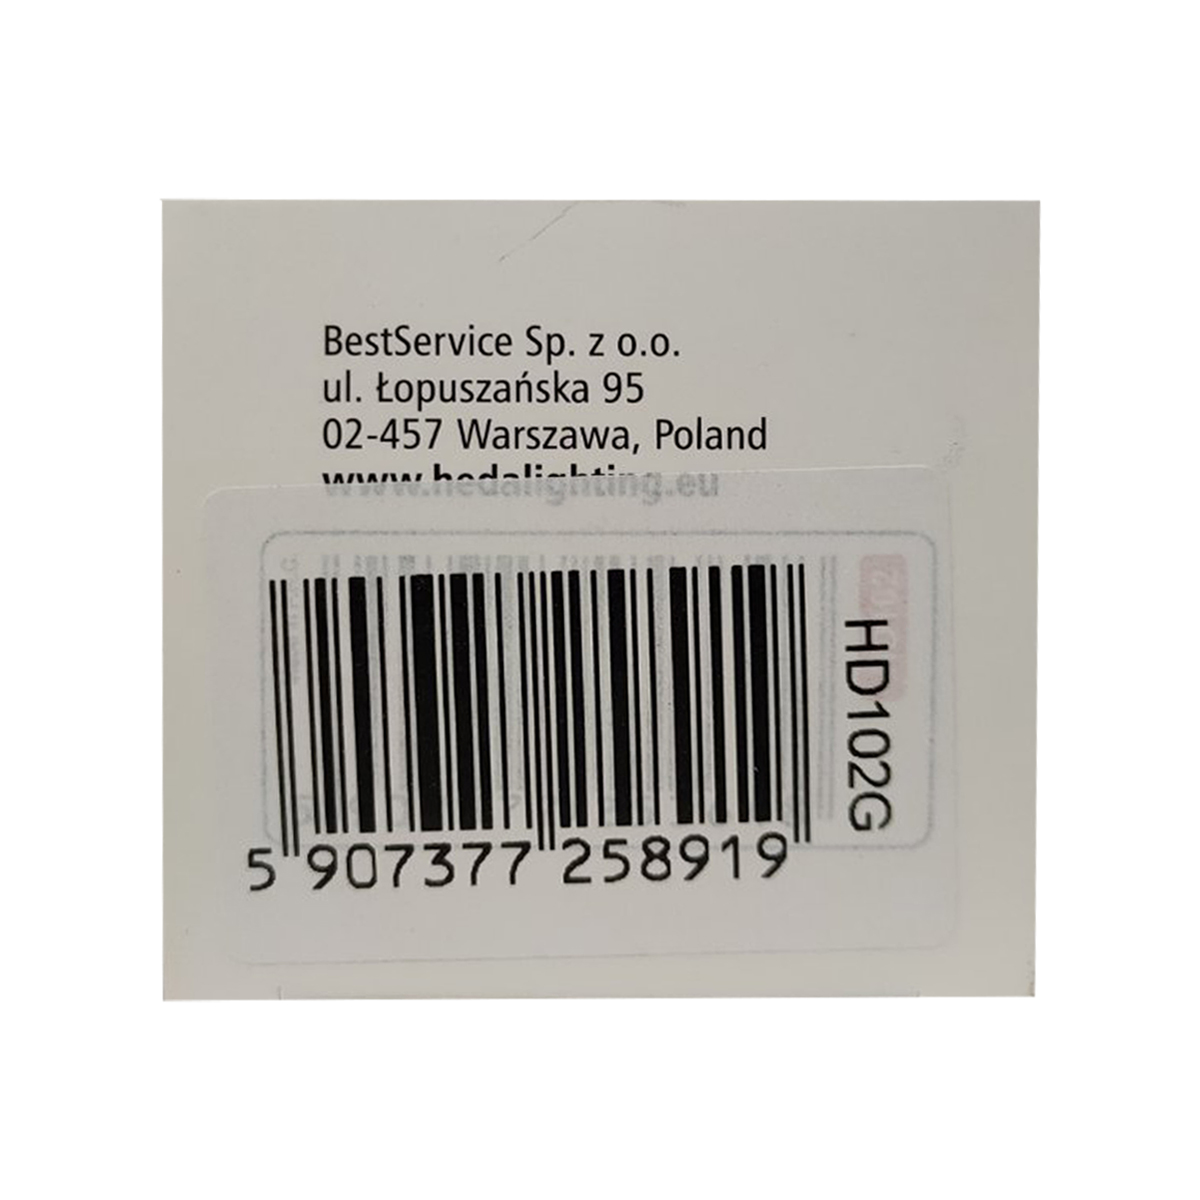 BestService Sp. z o.o.
ul. Łopuszańska 95
02-457 Warszawa, Poland
www.hedalighting.eu
HD102G
5 907377 258919